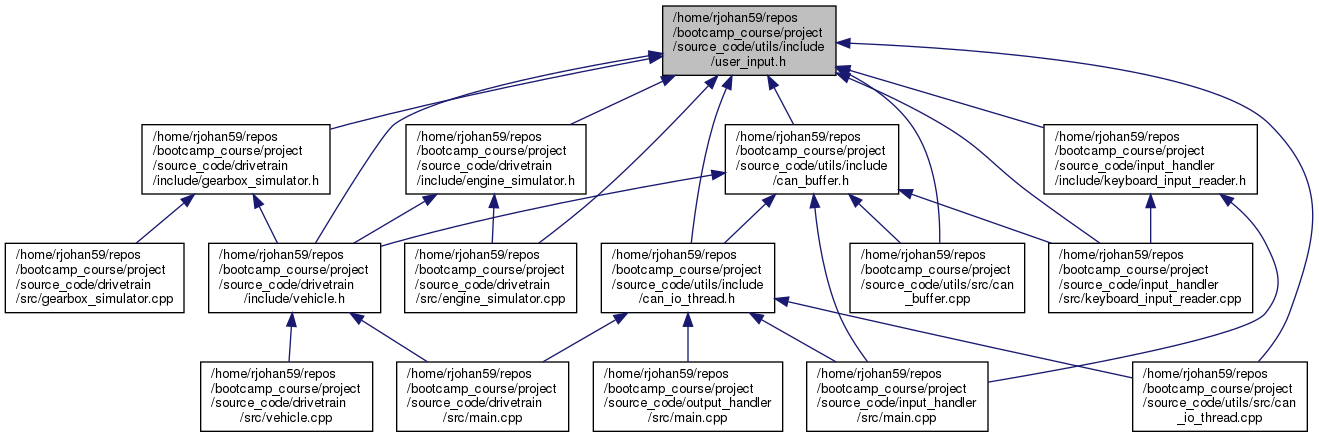 /home/rjohan59/repos
/bootcamp_course/project
/source_code/utils/include
/user_input.h
/home/rjohan59/repos
/bootcamp_course/project
/source_code/drivetrain
/include/gearbox_simulator.h
/home/rjohan59/repos
/bootcamp_course/project
/source_code/drivetrain
/include/engine_simulator.h
/home/rjohan59/repos
/bootcamp_course/project
/source_code/utils/include
/can_buffer.h
/home/rjohan59/repos
/bootcamp_course/project
/source_code/input_handler
/include/keyboard_input_reader.h
/home/rjohan59/repos
/bootcamp_course/project
/source_code/drivetrain
/src/gearbox_simulator.cpp
/home/rjohan59/repos
/bootcamp_course/project
/source_code/drivetrain
/include/vehicle.h
/home/rjohan59/repos
/bootcamp_course/project
/source_code/drivetrain
/src/engine_simulator.cpp
/home/rjohan59/repos
/bootcamp_course/project
/source_code/utils/include
/can_io_thread.h
/home/rjohan59/repos
/bootcamp_course/project
/source_code/utils/src/can
_buffer.cpp
/home/rjohan59/repos
/bootcamp_course/project
/source_code/input_handler
/src/keyboard_input_reader.cpp
/home/rjohan59/repos
/bootcamp_course/project
/source_code/drivetrain
/src/vehicle.cpp
/home/rjohan59/repos
/bootcamp_course/project
/source_code/drivetrain
/src/main.cpp
/home/rjohan59/repos
/bootcamp_course/project
/source_code/output_handler
/src/main.cpp
/home/rjohan59/repos
/bootcamp_course/project
/source_code/input_handler
/src/main.cpp
/home/rjohan59/repos
/bootcamp_course/project
/source_code/utils/src/can
_io_thread.cpp